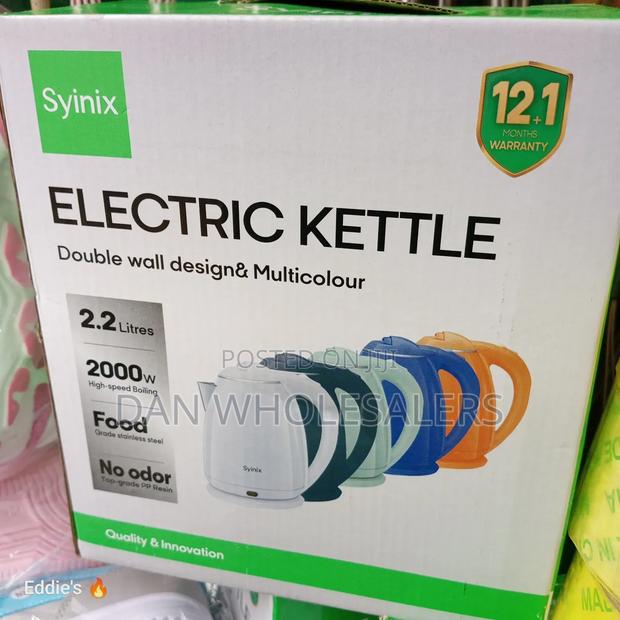 Syinix
12+1
MONTHS
WARRANTY
ELECTRIC KETTLE
Double wall design& Multicolour
2.2 Litres
2000W
High-speed Boiling
Food
Grade stainless steel
No odor
Top-grade PP Resin
POSTED ON JIJI
DAN WHOLESALERS
Syinix
Quality & Innovation
Eddie's 🔥